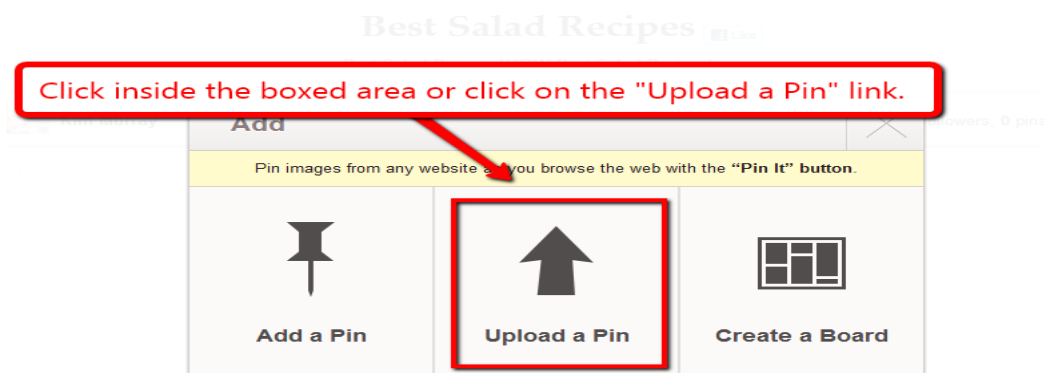 Best Salad Recipes
Click inside the boxed area or click on the "Upload a Pin" link.
Add
Pin images from any website as you browse the web with the “Pin It” button.
Add a Pin
Upload a Pin
Create a Board